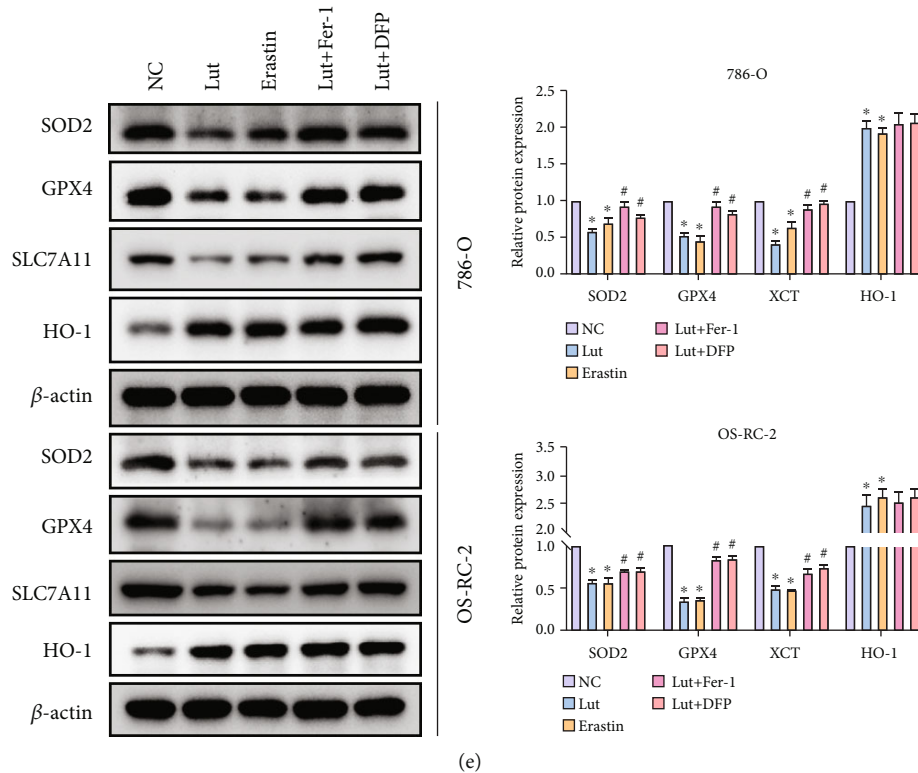 NC
Lut
Erastin
Lut+Fer-1
Lut+DFP
SOD2
GPX4
SLC7A11
HO-1
β-actin
786-O
SOD2
GPX4
SLC7A11
HO-1
β-actin
OS-RC-2
786-O
Relative protein expression
2.5
2.0
1.5
1.0
0.5
0.0
* * # #
* * # #
* * # #
* *
SOD2 GPX4 XCT HO-1
NC Lut+Fer-1
Lut Lut+DFP
Erastin
OS-RC-2
Relative protein expression
3.5
3.0
2.5
2.0
1.0
0.5
0.0
* * # #
* * # #
* * # #
* *
SOD2 GPX4 XCT HO-1
NC Lut+Fer-1
Lut Lut+DFP
Erastin
(e)